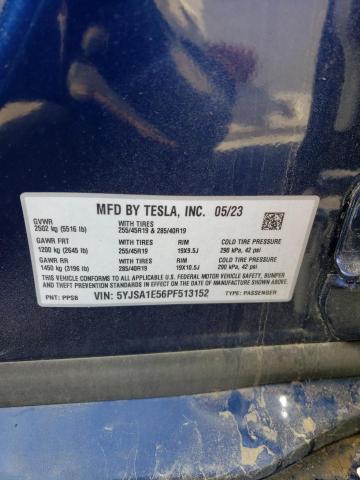 MFD BY TESLA, INC. 05/23
GVWR WITH TIRES
2502 kg (5516 lb) 255/45R19 & 285/40R19
GAWR FRT WITH TIRES RIM COLD TIRE PRESSURE
1200 kg (2645 lb) 255/45R19 19X9.5J 290 kPa, 42 psi
GAWR RR WITH TIRES RIM COLD TIRE PRESSURE
1450 kg (3196 lb) 285/40R19 19X10.5J 290 kPa, 42 psi
THIS VEHICLE CONFORMS TO ALL APPLICABLE U.S. FEDERAL MOTOR VEHICLE SAFETY, BUMPER
AND THEFT PREVENTION STANDARDS IN EFFECT ON THE DATE OF MANUFACTURE SHOWN ABOVE.
PNT: PPSB VIN: 5YJSA1E56PF513152 TYPE: PASSENGER